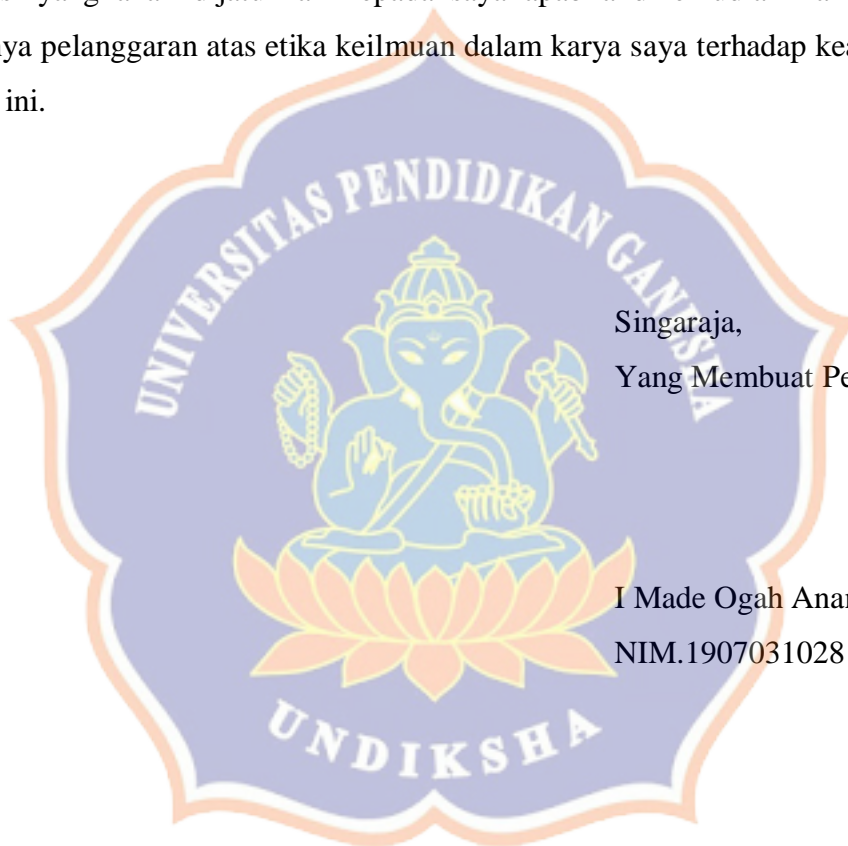 nya pelanggaran atas etika keilmuan dalam karya saya terhadap kea
ini.
UNIVERSITAS PENDIDIKAN GANESHA
Singaraja,
Yang Membuat Pe
I Made Ogah Anan
NIM.1907031028
UNDIKSHA